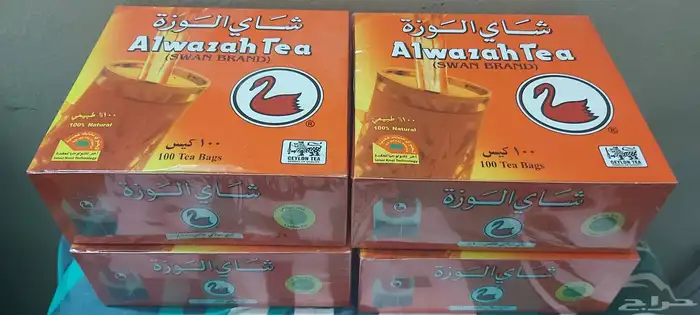 شاي الوزة
Alwazah Tea
(SWAN BRAND)
١٠٠٪ طبيعي
100% Natural
١٠٠ كيس
100 Tea Bags
CEYLON TEA
®
شاي الوزة
شاي الوزة
Alwazah Tea
(SWAN BRAND)
١٠٠٪ طبيعي
100% Natural
١٠٠ كيس
100 Tea Bags
CEYLON TEA
®
شاي الوزة
شاي الوزة
شاي الوزة
حراج